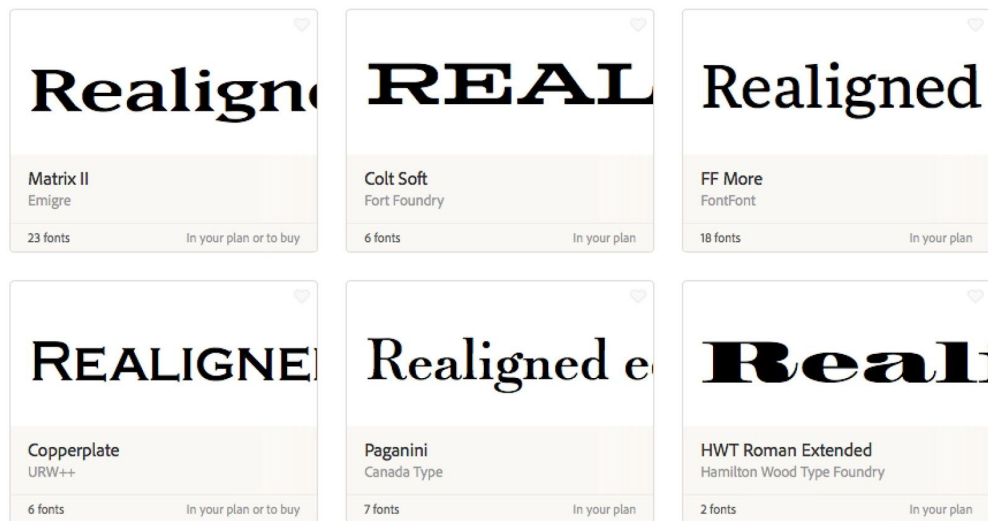 Realigne
REAL
Realigned
Matrix II
Colt Soft
FF More
Emigre
Fort Foundry
FontFont
23 fonts
In your plan or to buy
6 fonts
In your plan
18 fonts
In your plan
REALIGNE
Realigned e
Reali
Copperplate
Paganini
HWT Roman Extended
URW++
Canada Type
Hamilton Wood Type Foundry
6 fonts
In your plan or to buy
7 fonts
In your plan
2 fonts
In your plan